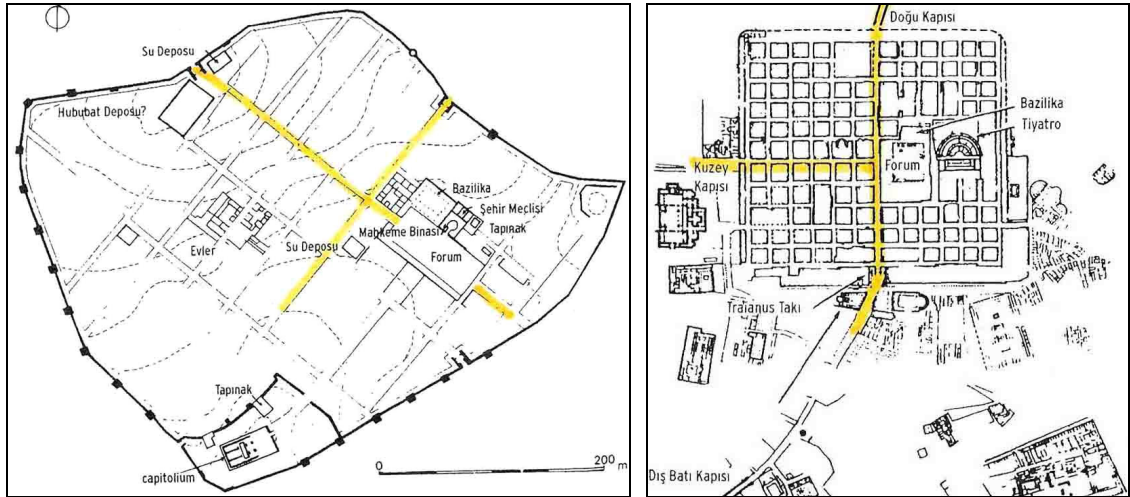 Su Deposu
Hububat Deposu?
Bazilika
Şehir Meclisi
Mahkeme Binası
Tapınak
Su Deposu
Evler
Forum
Tapınak
capitolium
0
200 m
Doğu Kapısı
Bazilika
Tiyatro
Forum
Kuzey
Kapısı
Traianus Takı
Dış Batı Kapısı